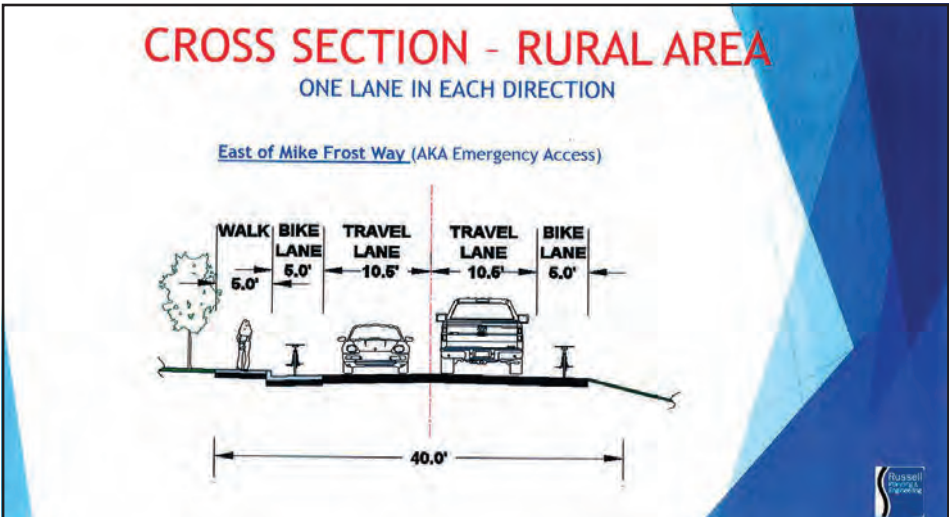 CROSS SECTION - RURAL AREA
ONE LANE IN EACH DIRECTION
East of Mike Frost Way (AKA Emergency Access)
WALK BIKE LANE TRAVEL LANE TRAVEL LANE BIKE LANE
5.0' 5.0' 10.5' 10.5' 5.0'
40.0'
Russell
Planning &
Engineering